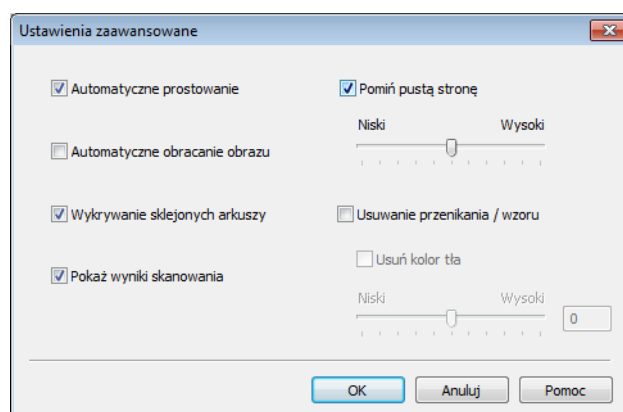 Ustawienia zaawansowane
Automatyczne prostowanie
Pomiń pustą stronę
Niski Wysoki
Automatyczne obracanie obrazu
Wykrywanie sklejonych arkuszy
Usuwanie przenikania / wzoru
Usuń kolor tła
Pokaż wyniki skanowania
Niski Wysoki
0
OK Anuluj Pomoc